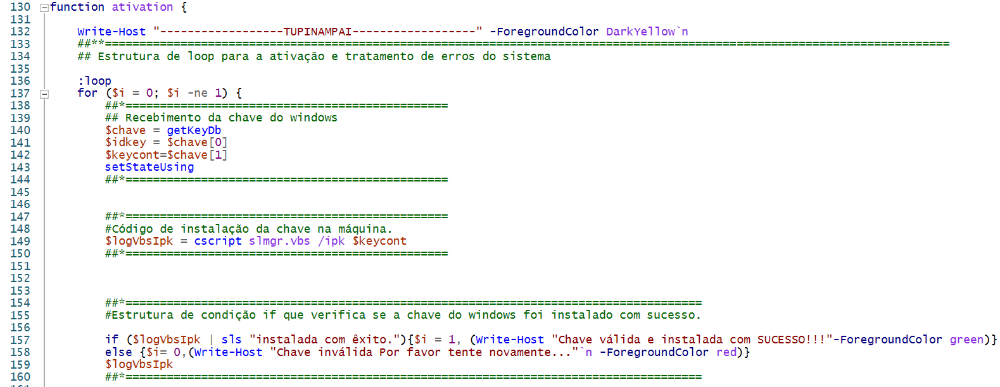 130 function ativation {
131
132 Write-Host "------------------TUPINAMPAI------------------" -ForegroundColor DarkYellow`n
133 ##**===========================================================================================================================
134 ## Estrutura de loop para a ativação e tratamento de erros do sistema
135
136 :loop
137 for ($i = 0; $i -ne 1) {
138 ##*===============================================
139 ## Recebimento da chave do windows
140 $chave = getKeyDb
141 $idkey = $chave[0]
142 $keycont=$chave[1]
143 setStateUsing
144 ##*===============================================
145
146
147 ##*===============================================
148 #Código de instalação da chave na máquina.
149 $logVbsIpk = cscript slmgr.vbs /ipk $keycont
150 ##*===============================================
151
152
153
154 ##*====================================================================================
155 #Estrutura de condição if que verifica se a chave do windows foi instalado com sucesso.
156
157 if ($logVbsIpk | sls "instalada com êxito."){$i = 1, (Write-Host "Chave válida e instalada com SUCESSO!!!"-ForegroundColor green)}
158 else {$i= 0,(Write-Host "Chave inválida Por favor tente novamente..."`n -ForegroundColor red)}
159 $logVbsIpk
160 ##*====================================================================================